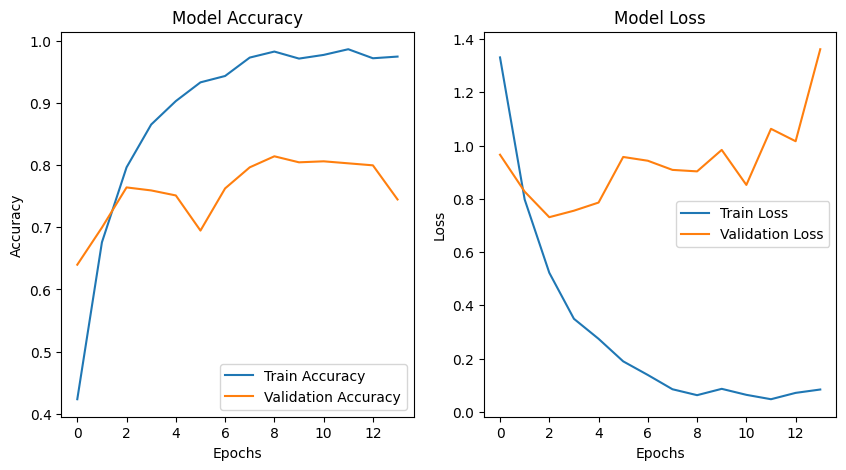 Model Accuracy
Accuracy
1.0
0.9
0.8
0.7
0.6
0.5
0.4
0 2 4 6 8 10 12
Epochs
Train Accuracy
Validation Accuracy
Model Loss
Loss
1.4
1.2
1.0
0.8
0.6
0.4
0.2
0.0
0 2 4 6 8 10 12
Epochs
Train Loss
Validation Loss